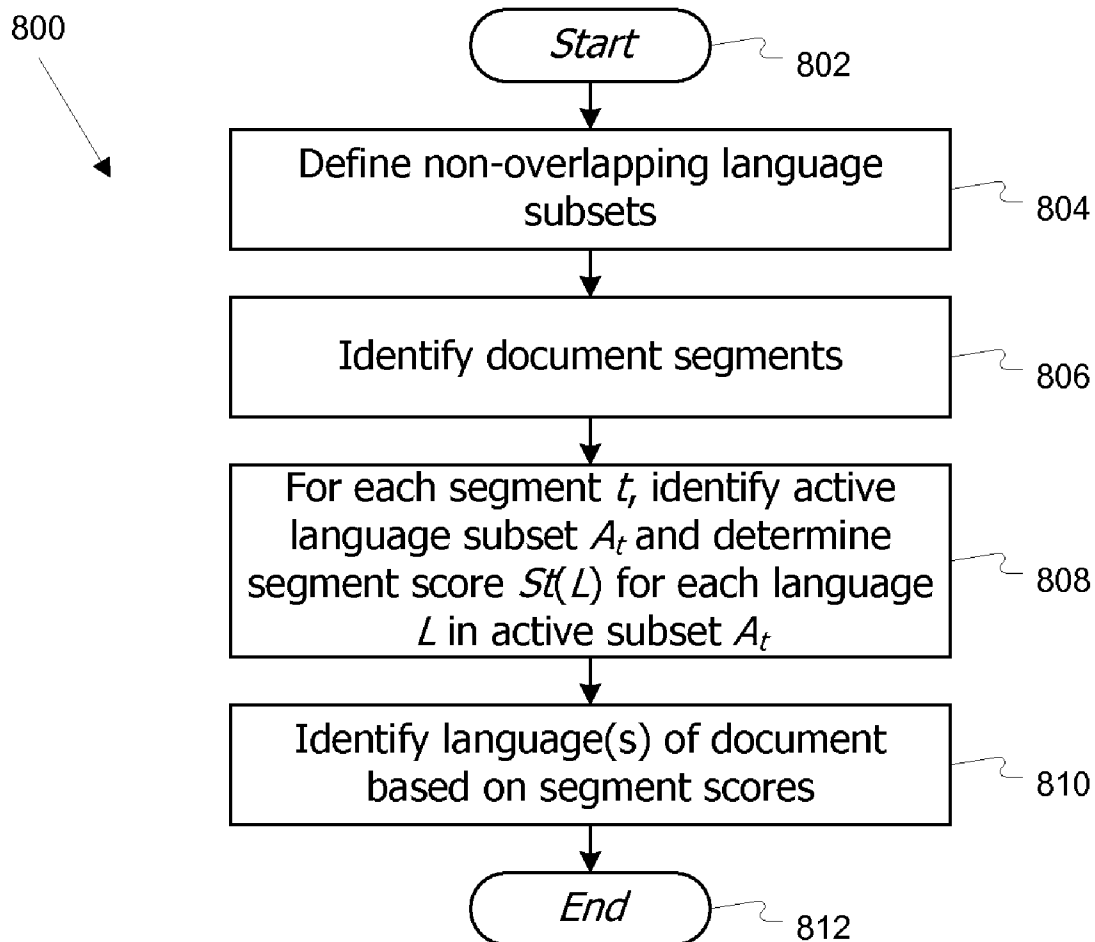 800
Start
802
Define non-overlapping language
subsets
804
Identify document segments
806
For each segment t, identify active
language subset At and determine
segment score St(L) for each language
L in active subset At
808
Identify language(s) of document
based on segment scores
810
End
812